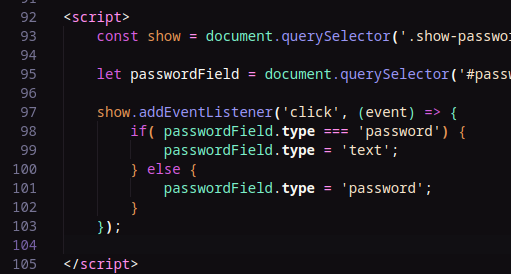 92 <script>
93 const show = document.querySelector('.show-passwo
94
95 let passwordField = document.querySelector('#passw
96
97 show.addEventListener('click', (event) => {
98 if( passwordField.type === 'password') {
99 passwordField.type = 'text';
100 } else {
101 passwordField.type = 'password';
102 }
103 });
104
105 </script>